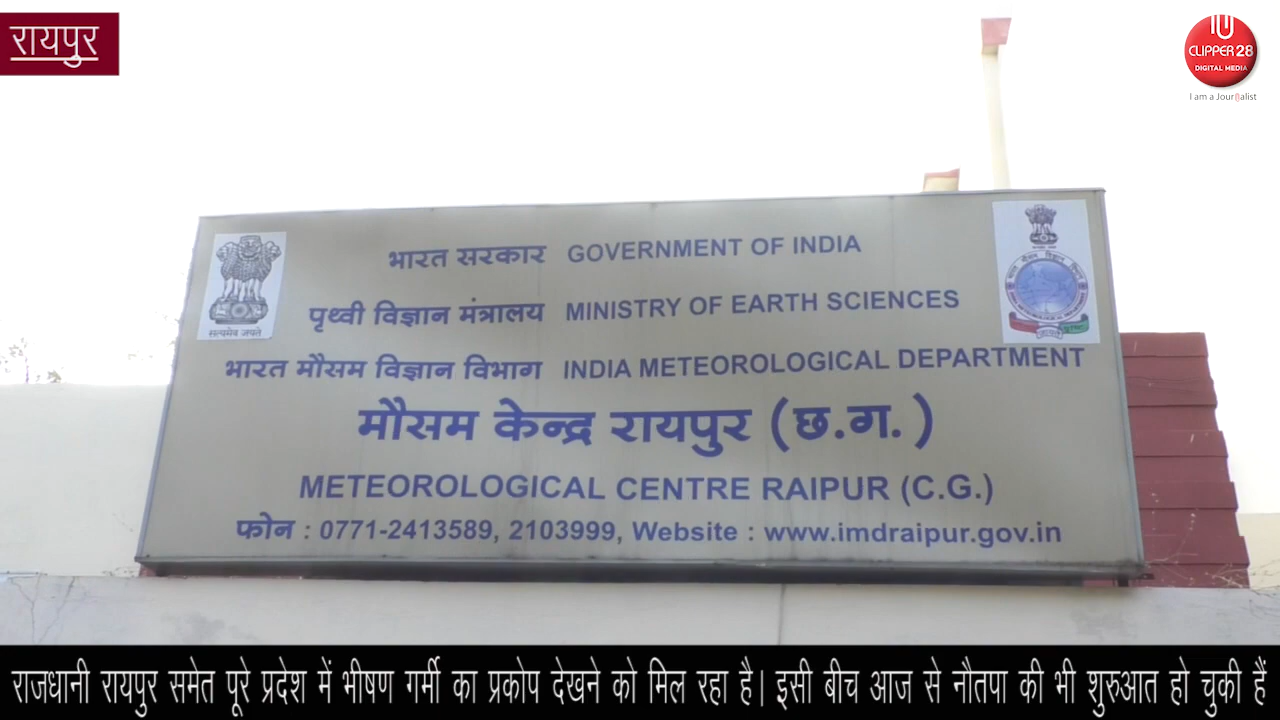 रायपुर
CLIPPER 28
DIGITAL MEDIA
I am a Journalist
भारत सरकार GOVERNMENT OF INDIA
पृथ्वी विज्ञान मंत्रालय MINISTRY OF EARTH SCIENCES
भारत मौसम विज्ञान विभाग INDIA METEOROLOGICAL DEPARTMENT
मौसम केन्द्र रायपुर (छ.ग.)
METEOROLOGICAL CENTRE RAIPUR (C.G.)
फोन : 0771-2413589, 2103999, Website : www.imdraipur.gov.in
सत्यमेव जयते
राजधानी रायपुर समेत पूरे प्रदेश में भीषण गर्मी का प्रकोप देखने को मिल रहा है| इसी बीच आज से नौतपा की भी शुरुआत हो चुकी हैं